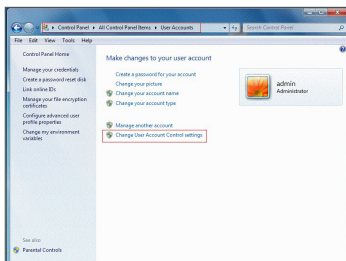 Control Panel ▸ All Control Panel Items ▸ User Accounts
Search Control Panel
File Edit View Tools Help
Control Panel Home
Manage your credentials
Create a password reset disk
Link online IDs
Manage your file encryption
certificates
Configure advanced user
profile properties
Change my environment
variables
See also
Parental Controls
Make changes to your user account
Create a password for your account
Change your picture
Change your account name
Change your account type
Manage another account
Change User Account Control settings
admin
Administrator